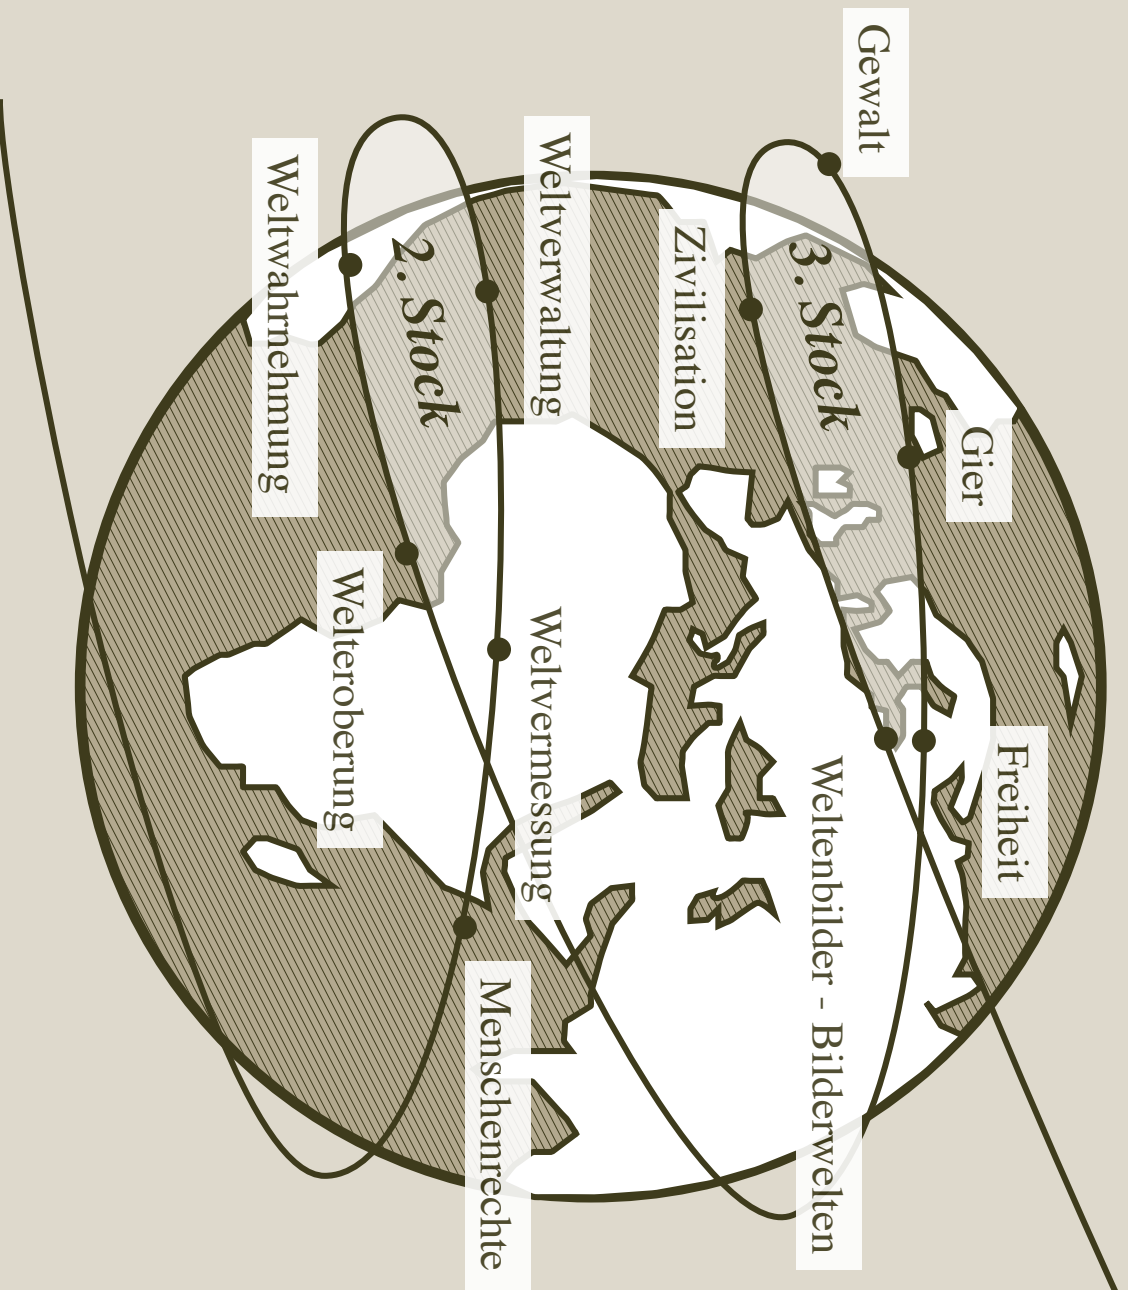 Freiheit
Gier
Gewalt
3. Stock
Weltenbilder - Bilderwelten
Zivilisation
Weltverwaltung
Weltvermessung
Menschenrechte
2. Stock
Welteroberung
Weltwahrnehmung